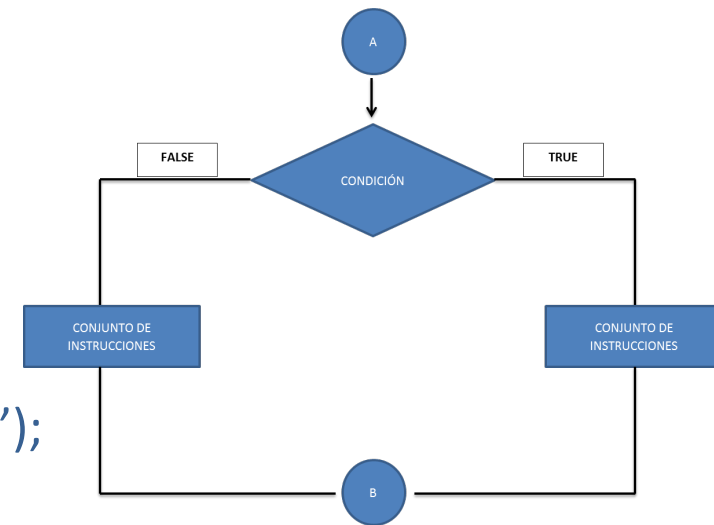 A
FALSE
TRUE
CONDICIÓN
CONJUNTO DE
INSTRUCCIONES
CONJUNTO DE
INSTRUCCIONES
');
B